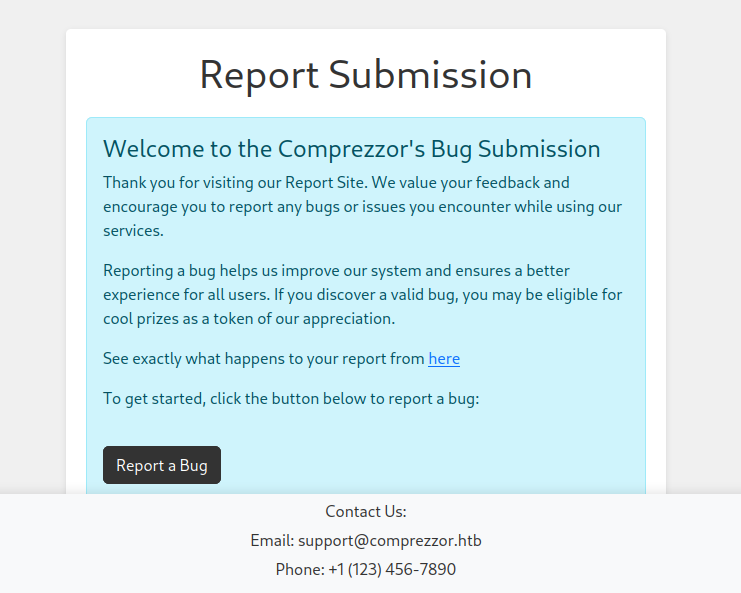 Report Submission
Welcome to the Comprezzor's Bug Submission
Thank you for visiting our Report Site. We value your feedback and
encourage you to report any bugs or issues you encounter while using our
services.
Reporting a bug helps us improve our system and ensures a better
experience for all users. If you discover a valid bug, you may be eligible for
cool prizes as a token of our appreciation.
See exactly what happens to your report from here
To get started, click the button below to report a bug:
Report a Bug
Contact Us:
Email: support@comprezzor.htb
Phone: +1 (123) 456-7890